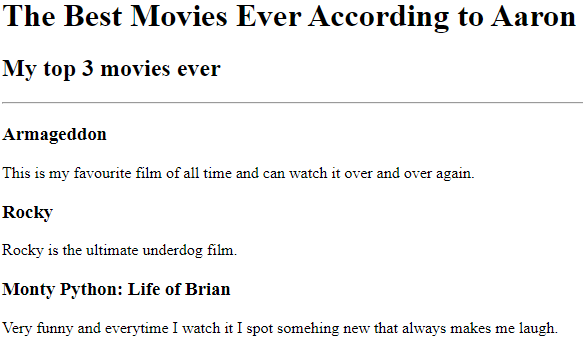 The Best Movies Ever According to Aaron
My top 3 movies ever
Armageddon
This is my favourite film of all time and can watch it over and over again.
Rocky
Rocky is the ultimate underdog film.
Monty Python: Life of Brian
Very funny and everytime I watch it I spot somehing new that always makes me laugh.